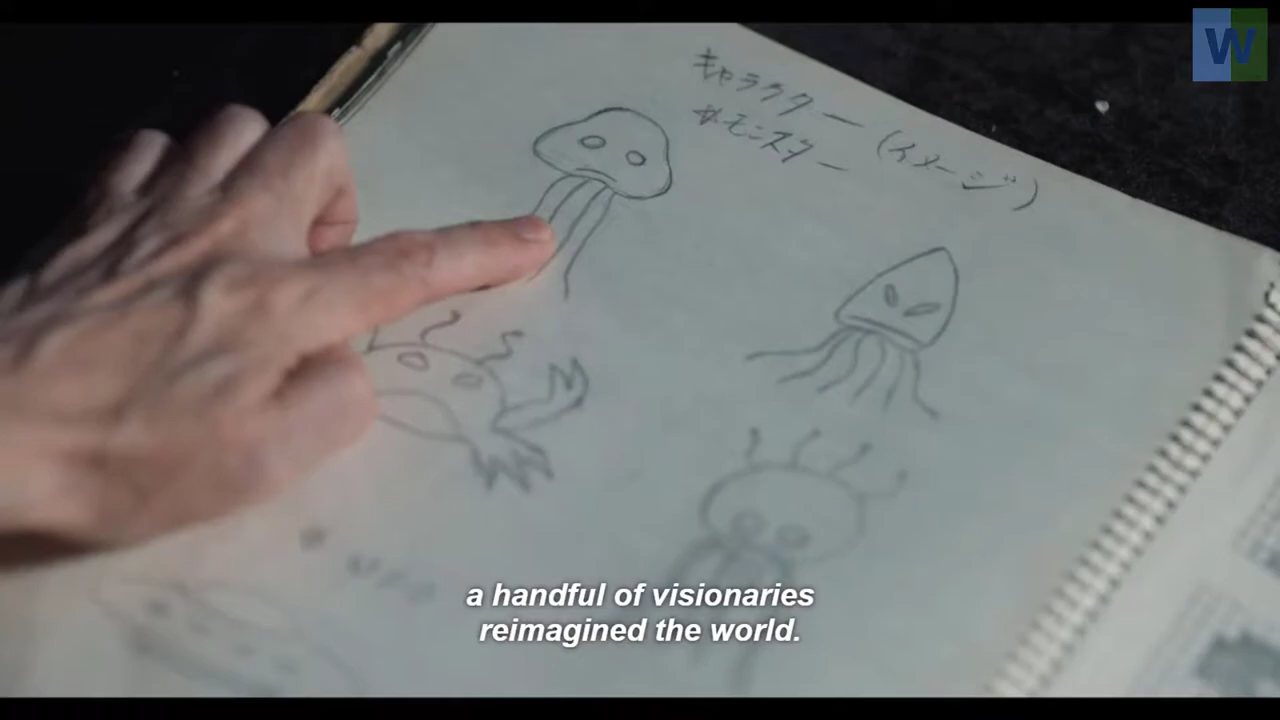 W
キャラクター (イメージ)
※モンスター
a handful of visionaries
reimagined the world.